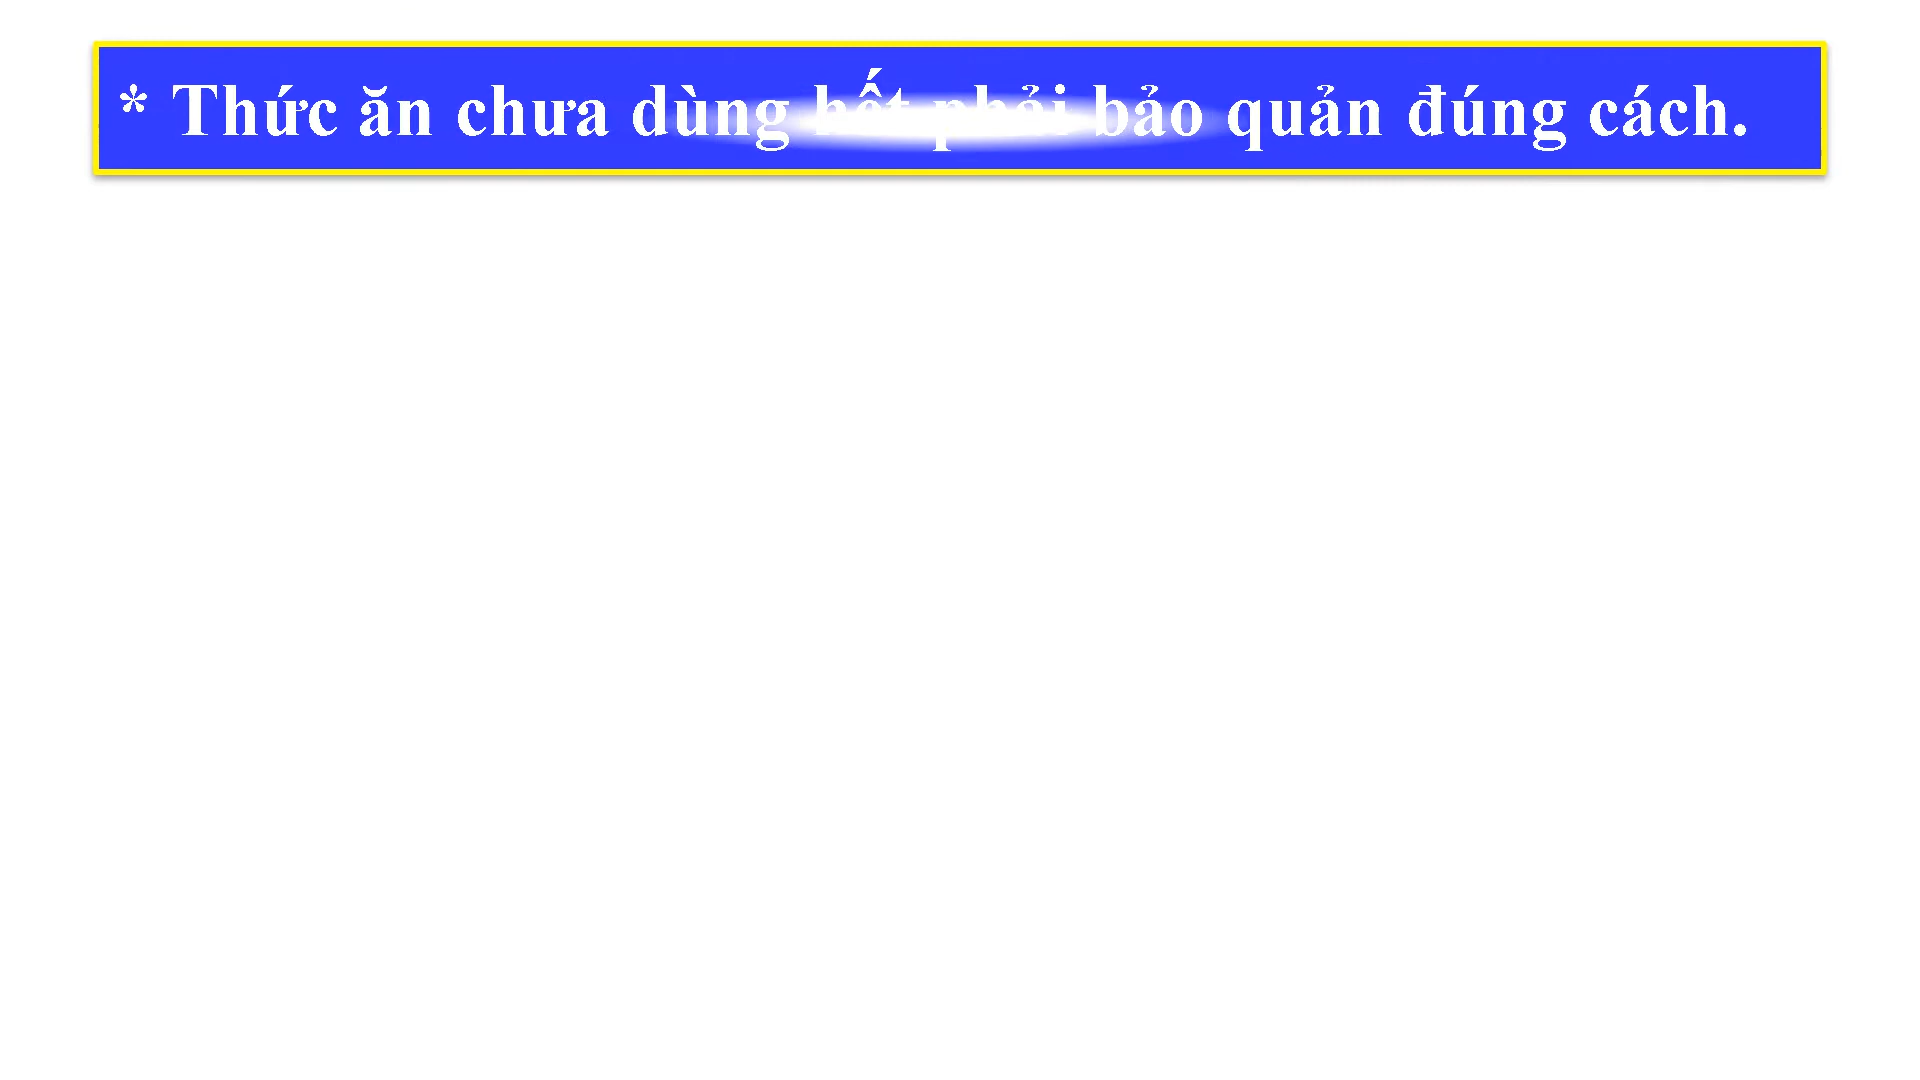 * Thức ăn chưa dùng hết phải bảo quản đúng cách.